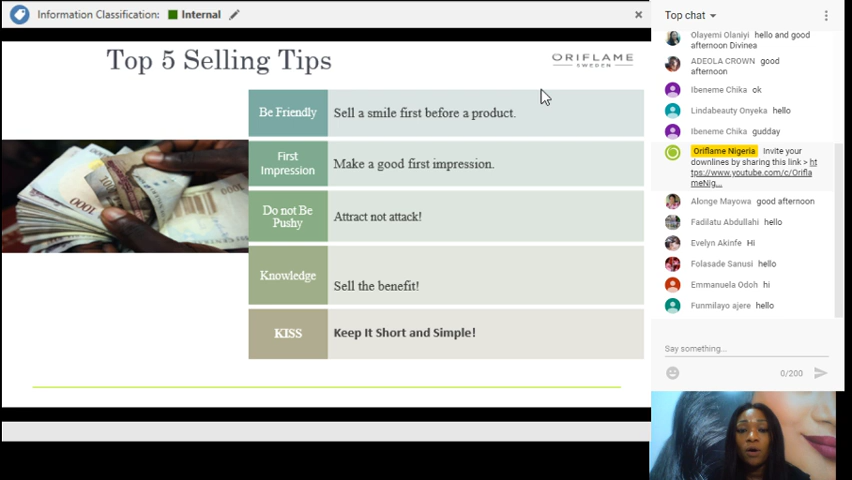 Information Classification: Internal
Top 5 Selling Tips
ORIFLAME
SWEDEN
Be Friendly
Sell a smile first before a product.
First
Impression
Make a good first impression.
Do not Be
Pushy
Attract not attack!
Knowledge
Sell the benefit!
KISS
Keep It Short and Simple!
1000
Top chat
Olayemi Olaniyi hello and good
afternoon Divinea
ADEOLA CROWN good
afternoon
Ibeneme Chika ok
Lindabeauty Onyeka hello
Ibeneme Chika gudday
Oriflame Nigeria Invite your
downlines by sharing this link > ht
tps://www.youtube.com/c/Orifla
meNig...
Alonge Mayowa good afternoon
Fadilatu Abdullahi hello
Evelyn Akinfe Hi
Folasade Sanusi hello
Emmanuela Odoh hi
Funmilayo ajere hello
Say something...
0/200